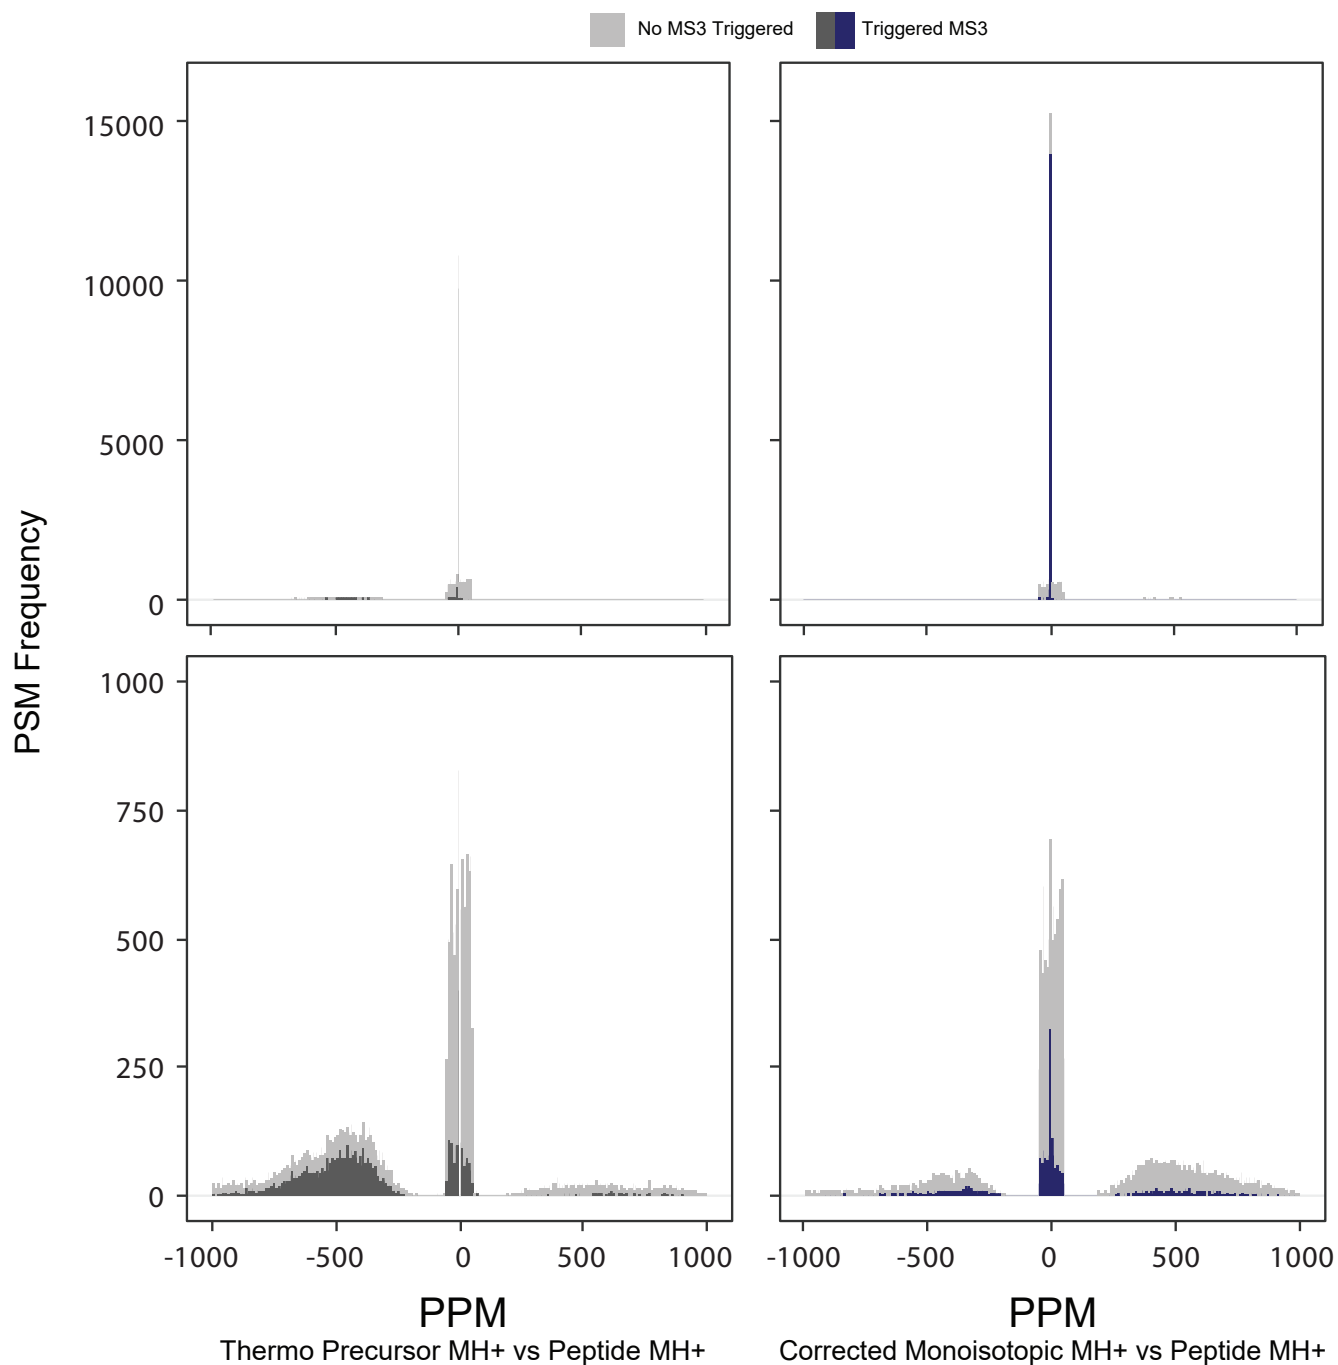 No MS3 Triggered Triggered MS3
15000
10000
5000
0
PSM Frequency
1000
750
500
250
0
-1000 -500 0 500 1000 -1000 -500 0 500 1000
PPM PPM
Thermo Precursor MH+ vs Peptide MH+ Corrected Monoisotopic MH+ vs Peptide MH+